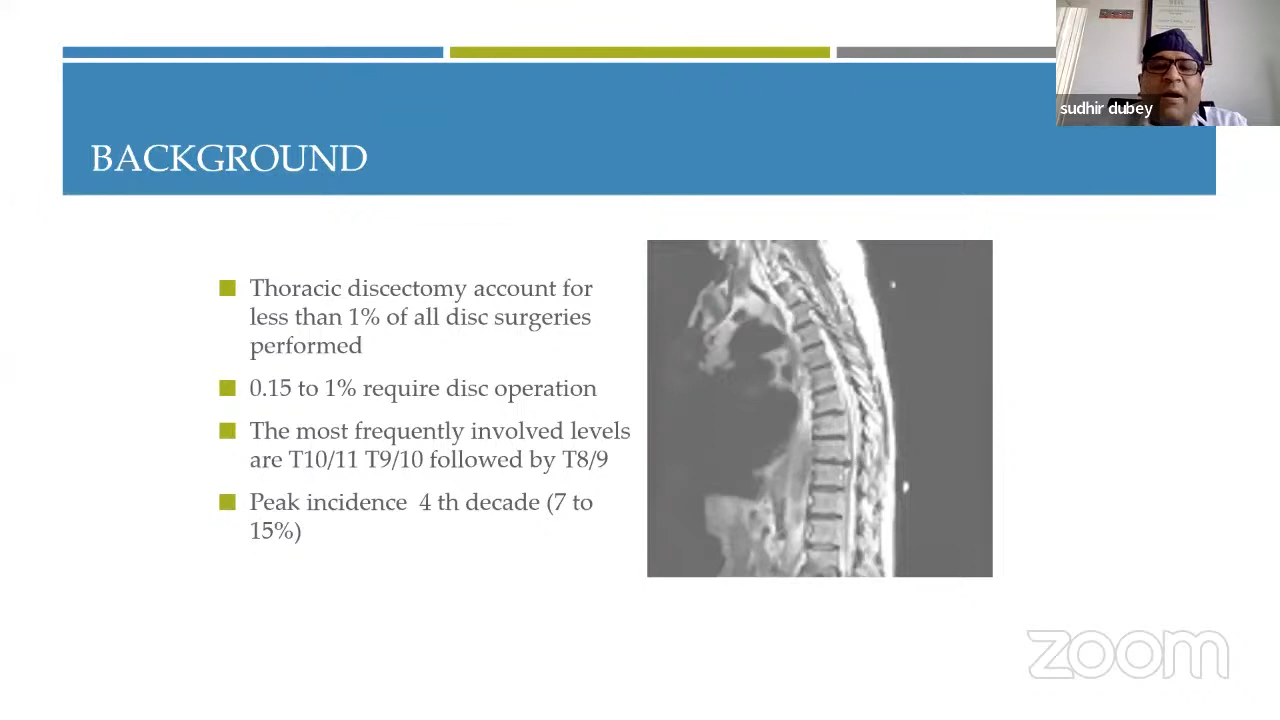 sudhir dubey
BACKGROUND
Thoracic discectomy account for
less than 1% of all disc surgeries
performed
0.15 to 1% require disc operation
The most frequently involved levels
are T10/11 T9/10 followed by T8/9
Peak incidence 4 th decade (7 to
15%)
zoom